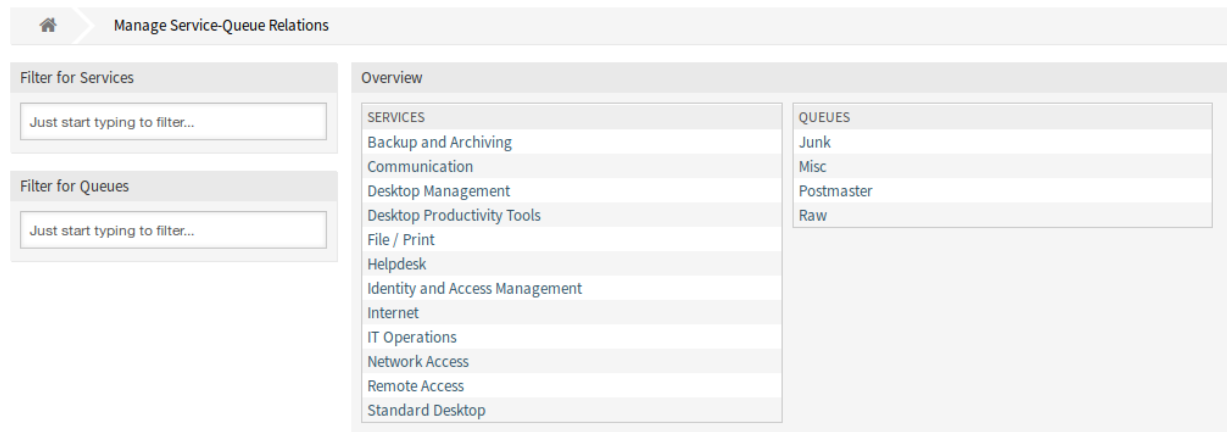 Manage Service-Queue Relations
Filter for Services
Just start typing to filter...
Filter for Queues
Just start typing to filter...
Overview
SERVICES
Backup and Archiving
Communication
Desktop Management
Desktop Productivity Tools
File / Print
Helpdesk
Identity and Access Management
Internet
IT Operations
Network Access
Remote Access
Standard Desktop
QUEUES
Junk
Misc
Postmaster
Raw